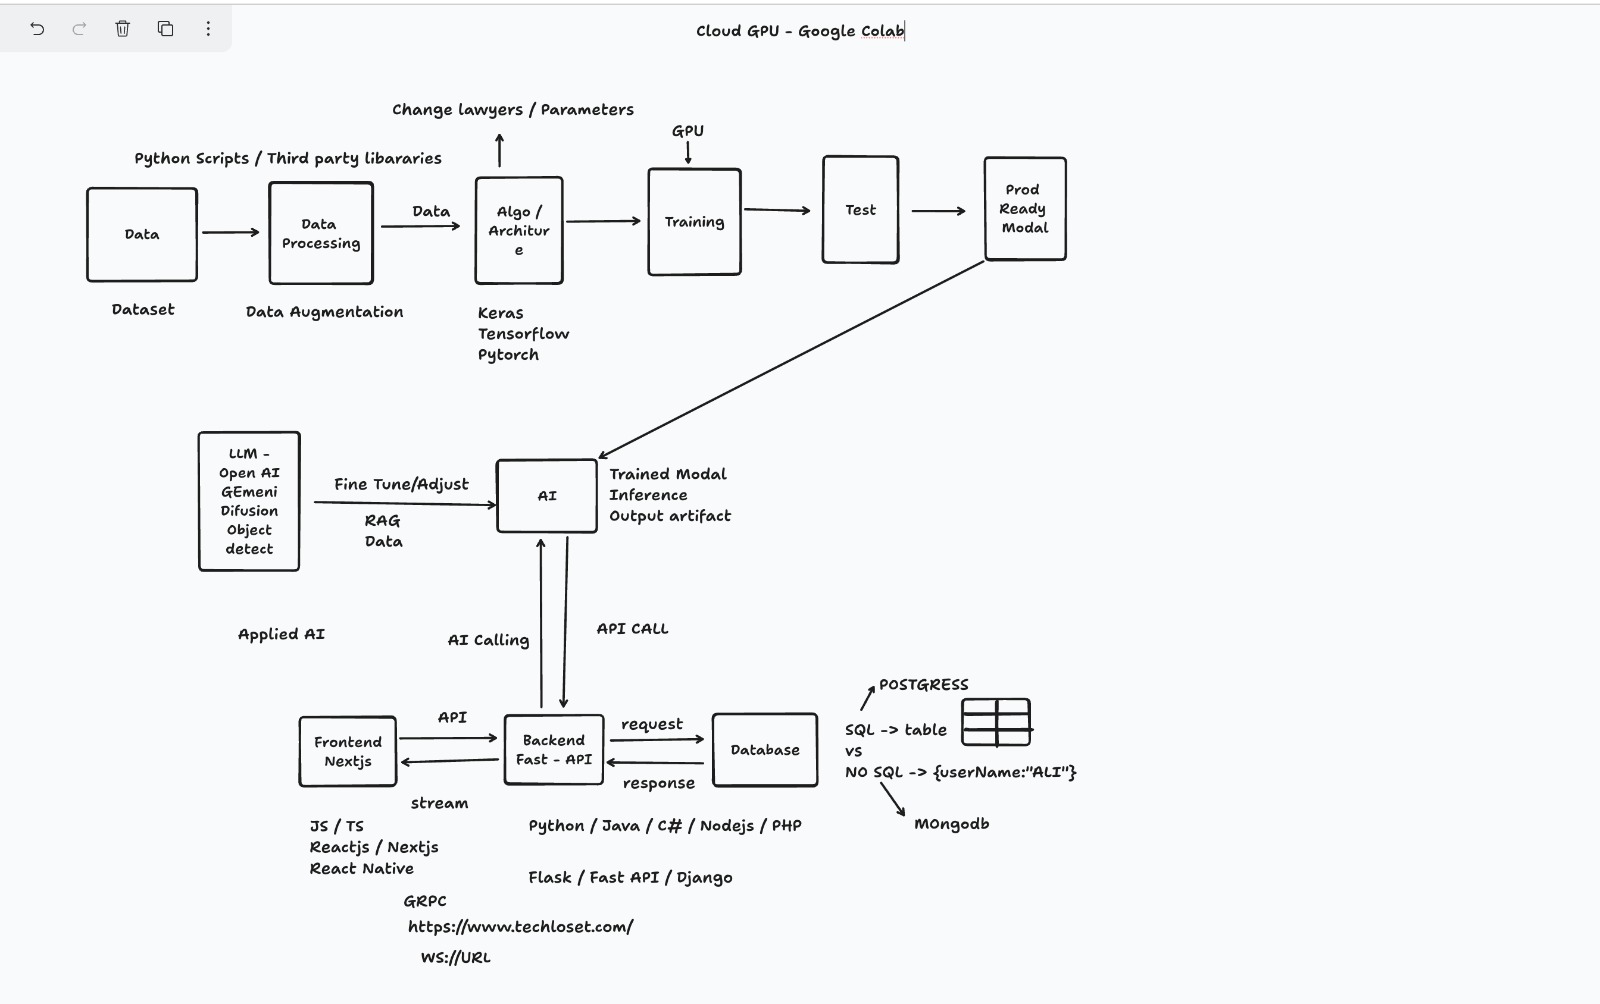 Cloud GPU - Google Colab
Change lawyers / Parameters
GPU
Python Scripts / Third party libararies
Data
Data
Processing
Data
Algo /
Architur
e
Training
Test
Prod
Ready
Modal
Dataset
Data Augmentation
Keras
Tensorflow
Pytorch
LLM -
Open AI
GEmeni
Difusion
Object
detect
Fine Tune/Adjust
RAG
Data
AI
Trained Modal
Inference
Output artifact
Applied AI
AI Calling
API CALL
Frontend
Nextjs
API
stream
Backend
Fast - API
request
response
Database
POSTGRESS
SQL -> table
vs
NO SQL -> {userName:"ALI"}
MOngodb
JS / TS
Reactjs / Nextjs
React Native
Python / Java / C# / Nodejs / PHP
Flask / Fast API / Django
GRPC
https://www.techloset.com/
WS://URL